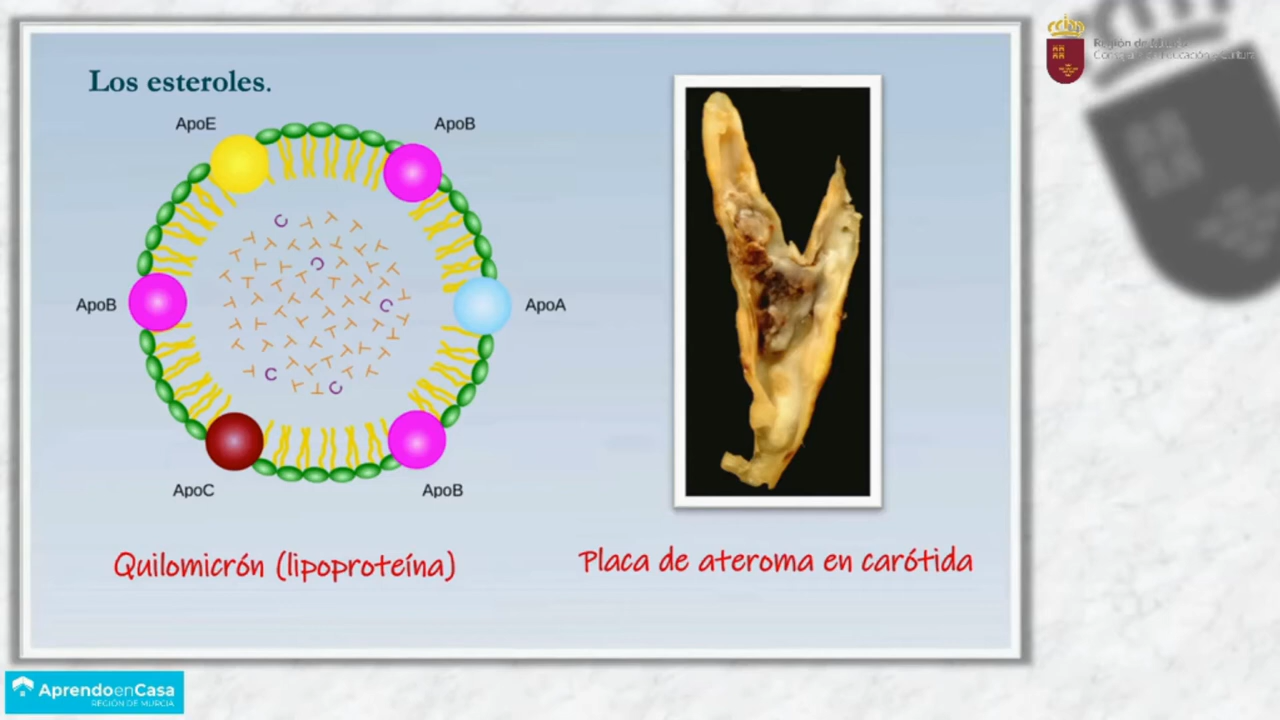 Los esteroles.
ApoE
ApoB
ApoB
ApoA
ApoC
ApoB
Quilomicrón (lipoproteína)
Placa de ateroma en carótida
Región de Murcia
AprendoenCasa
REGIÓN DE MURCIA